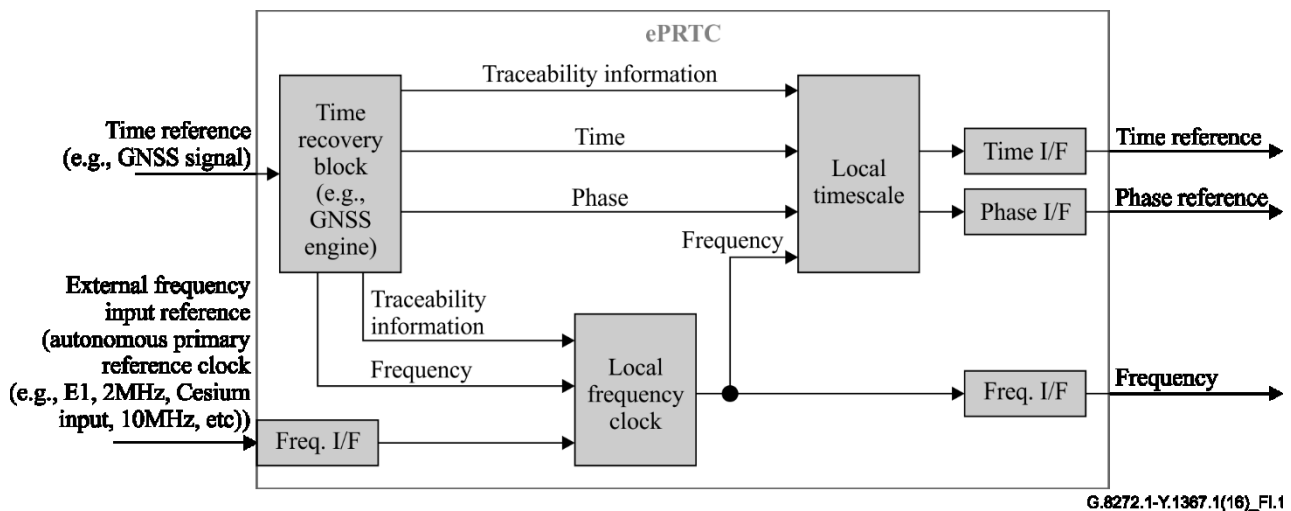 ePRTC
Traceability information
Time
recovery
block
(e.g.,
GNSS
engine)
Time reference
(e.g., GNSS signal)
Time
Local
timescale
Time I/F
Time reference
Phase
Phase I/F
Phase reference
Frequency
External frequency
input reference
(autonomous primary
reference clock
(e.g., E1, 2MHz, Cesium
input, 10MHz, etc))
Traceability
information
Frequency
Local
frequency
clock
Freq. I/F
Freq. I/F
Frequency
G.8272.1-Y.1367.1(16)_FI.1